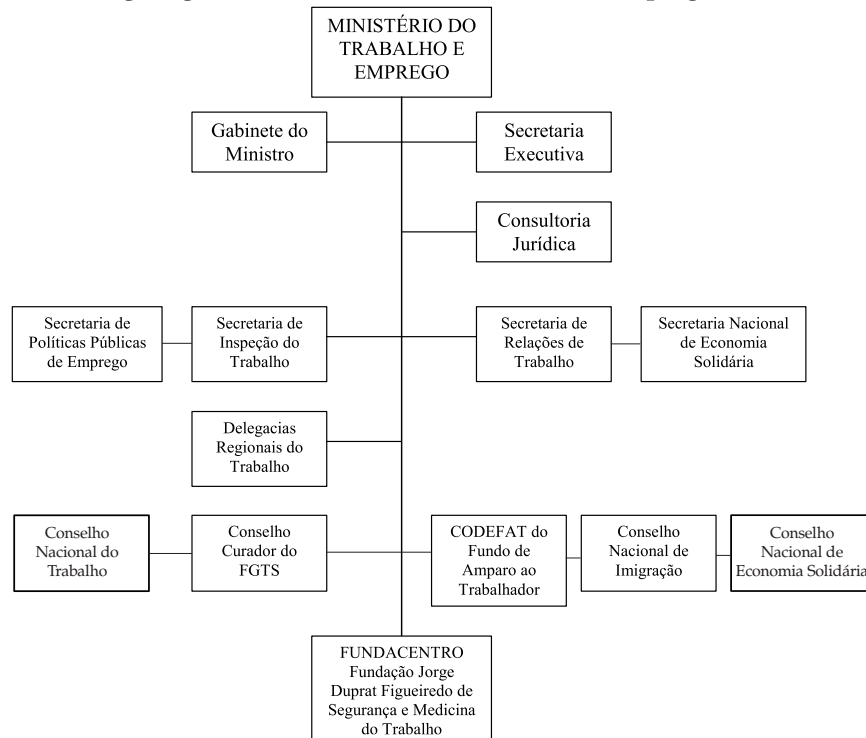 MINISTÉRIO DO
TRABALHO E
EMPREGO
Gabinete do
Ministro
Secretaria
Executiva
Consultoria
Jurídica
Secretaria de
Políticas Públicas
de Emprego
Secretaria de
Inspeção do
Trabalho
Secretaria de
Relações de
Trabalho
Secretaria Nacional
de Economia
Solidária
Delegacias
Regionais do
Trabalho
Conselho
Nacional do
Trabalho
Conselho
Curador do
FGTS
CODEFAT do
Fundo de
Amparo ao
Trabalhador
Conselho
Nacional de
Imigração
Conselho
Nacional de
Economia Solidária
FUNDACENTRO
Fundação Jorge
Duprat Figueiredo de
Segurança e Medicina
do Trabalho